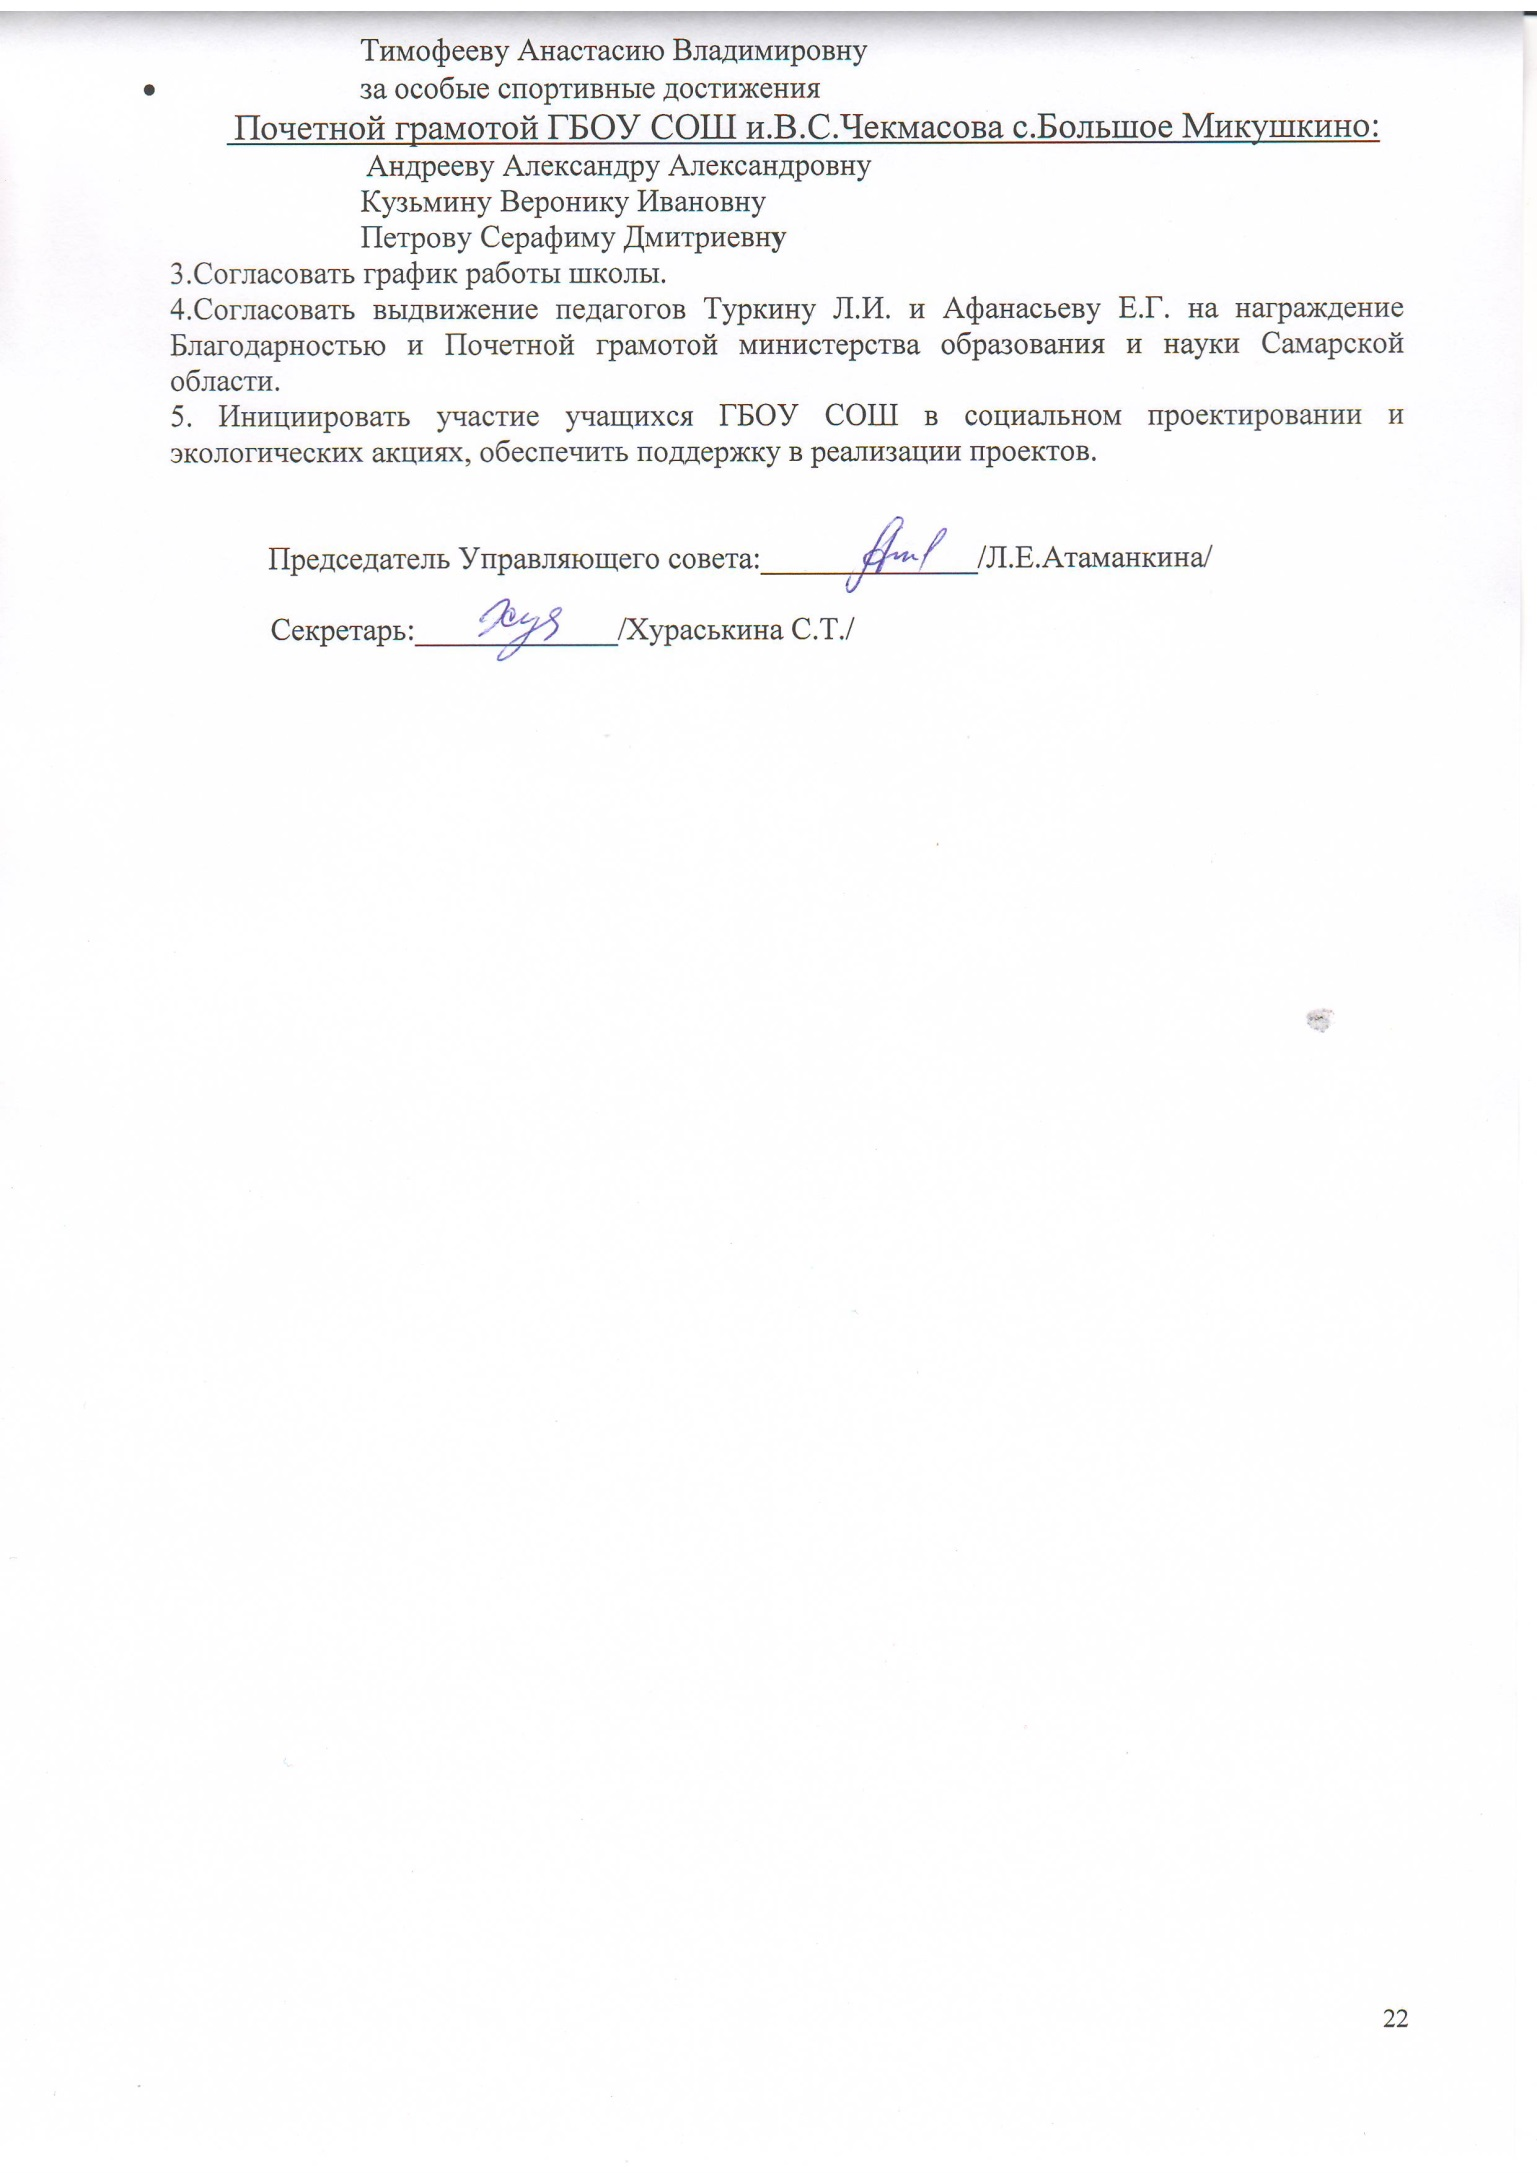 Тимофееву Анастасию Владимировну
• за особые спортивные достижения
Почетной грамотой ГБОУ СОШ и.В.С.Чекмасова с.Большое Микушкино:
Андрееву Александру Александровну
Кузьмину Веронику Ивановну
Петрову Серафиму Дмитриевну
3.Согласовать график работы школы.
4.Согласовать выдвижение педагогов Туркину Л.И. и Афанасьеву Е.Г. на награждение
Благодарностью и Почетной грамотой министерства образования и науки Самарской
области.
5. Инициировать участие учащихся ГБОУ СОШ в социальном проектировании и
экологических акциях, обеспечить поддержку в реализации проектов.
Председатель Управляющего совета:______________/Л.Е.Атаманкина/
Секретарь:_____________/Хураськина С.Т./
22